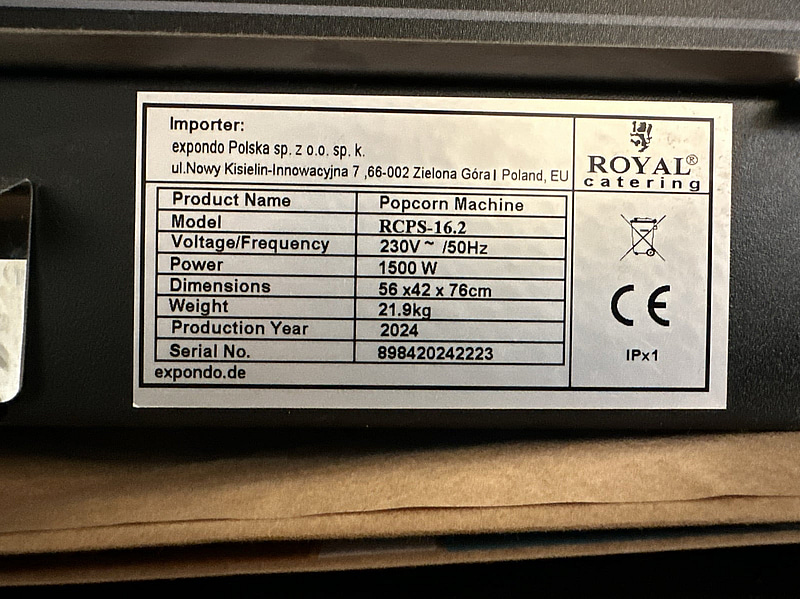 Importer:
expondo Polska sp. z o.o. sp. k.
ul.Nowy Kisielin-Innowacyjna 7 ,66-002 Zielona Góra| Poland, EU
ROYAL®
catering
Product Name Popcorn Machine
Model RCPS-16.2
Voltage/Frequency 230V~ /50Hz
Power 1500 W
Dimensions 56 x42 x 76cm
Weight 21.9kg
Production Year 2024
Serial No. 898420242223
expondo.de
CE
IPx1